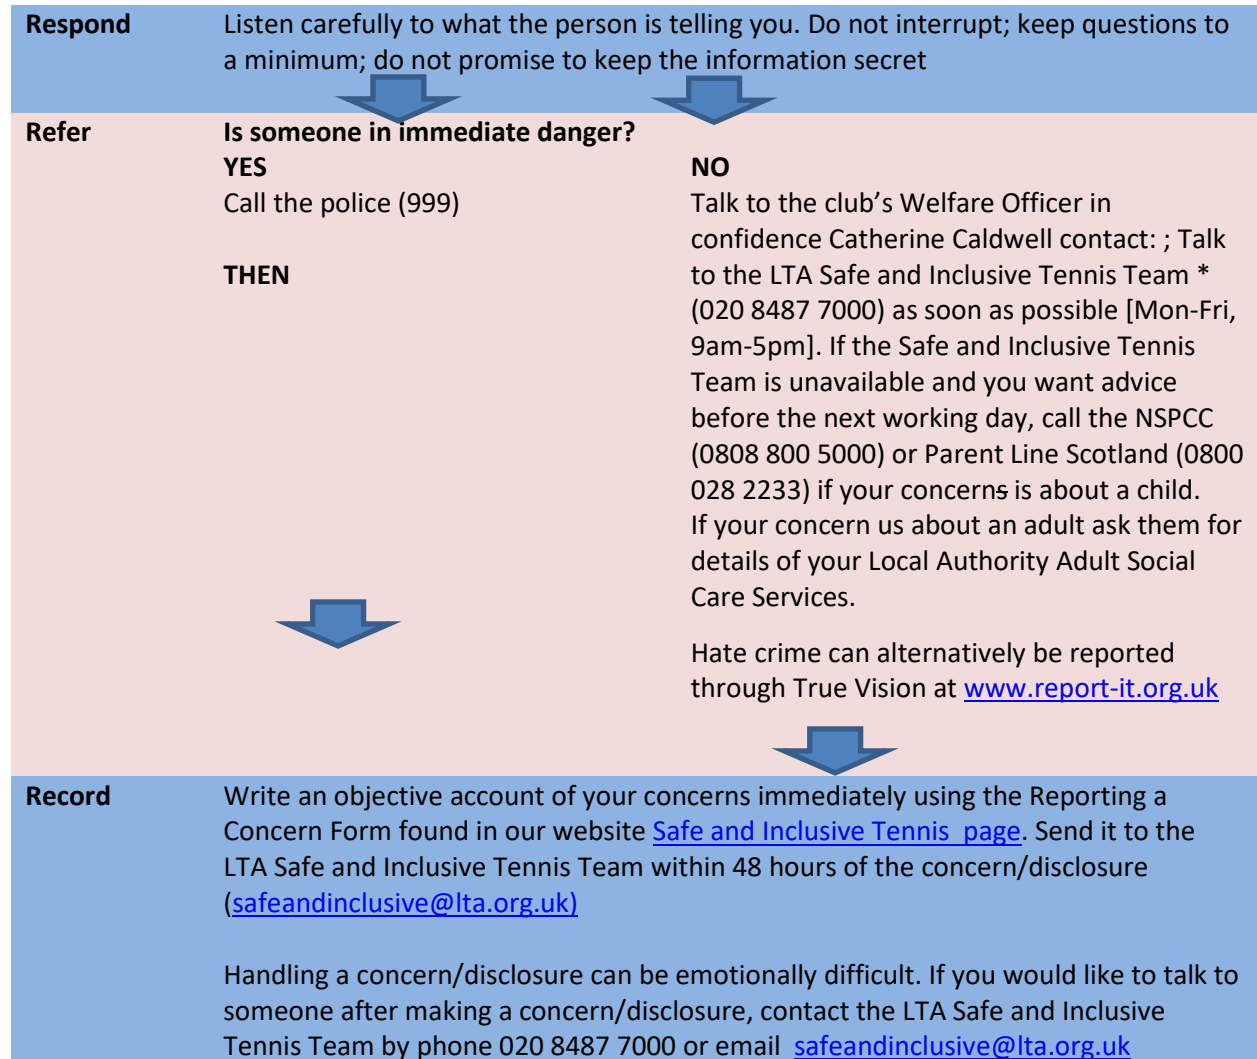 Respond
Listen carefully to what the person is telling you. Do not interrupt; keep questions to
a minimum; do not promise to keep the information secret
Refer
Is someone in immediate danger?
YES
Call the police (999)
THEN
NO
Talk to the club’s Welfare Officer in
confidence Catherine Caldwell contact: ; Talk
to the LTA Safe and Inclusive Tennis Team *
(020 8487 7000) as soon as possible [Mon-Fri,
9am-5pm]. If the Safe and Inclusive Tennis
Team is unavailable and you want advice
before the next working day, call the NSPCC
(0808 800 5000) or Parent Line Scotland (0800
028 2233) if your concerns is about a child.
If your concern us about an adult ask them for
details of your Local Authority Adult Social
Care Services.
Hate crime can alternatively be reported
through True Vision at www.report-it.org.uk
Record
Write an objective account of your concerns immediately using the Reporting a
Concern Form found in our website Safe and Inclusive Tennis  page. Send it to the
LTA Safe and Inclusive Tennis Team within 48 hours of the concern/disclosure
(safeandinclusive@lta.org.uk)
Handling a concern/disclosure can be emotionally difficult. If you would like to talk to
someone after making a concern/disclosure, contact the LTA Safe and Inclusive
Tennis Team by phone 020 8487 7000 or email  safeandinclusive@lta.org.uk